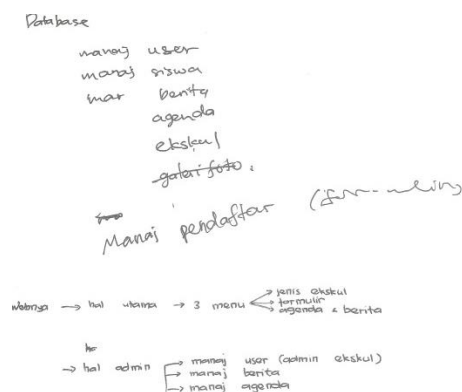 Database
manaj user
manaj siswa
mar berita
agenda
ekskul
galeri foto
Manaj pendaftar
webnya → hal utama → 3 menu → jenis ekskul
→ formulir
→ agenda & berita
→ hal admin → manaj user (admin ekskul)
→ manaj berita
→ manaj agenda